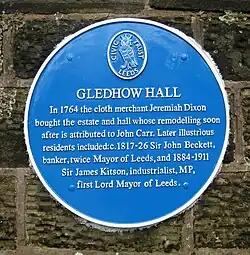 CIVIC TRUST
LEEDS
GLEDHOW HALL
In 1764 the cloth merchant Jeremiah Dixon
bought the estate and hall whose remodelling soon
after is attributed to John Carr. Later illustrious
residents included:c.1817-26 Sir John Beckett,
banker, twice Mayor of Leeds, and 1884-1911
Sir James Kitson, industrialist, MP,
first Lord Mayor of Leeds.